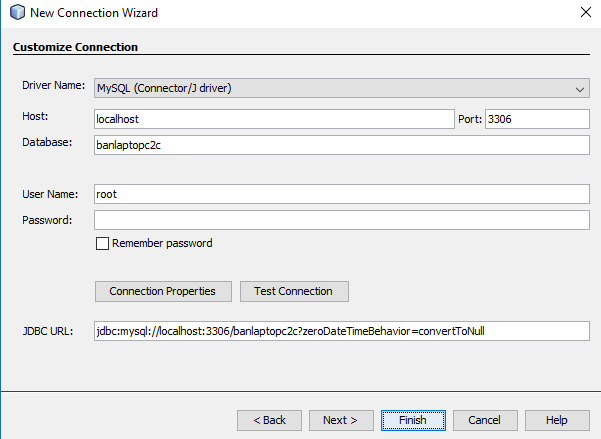 New Connection Wizard
Customize Connection
Driver Name: MySQL (Connector/J driver)
Host: localhost Port: 3306
Database: banlaptopc2c
User Name: root
Password:
Remember password
Connection Properties Test Connection
JDBC URL: jdbc:mysql://localhost:3306/banlaptopc2c?zeroDateTimeBehavior=convertToNull
< Back Next > Finish Cancel Help